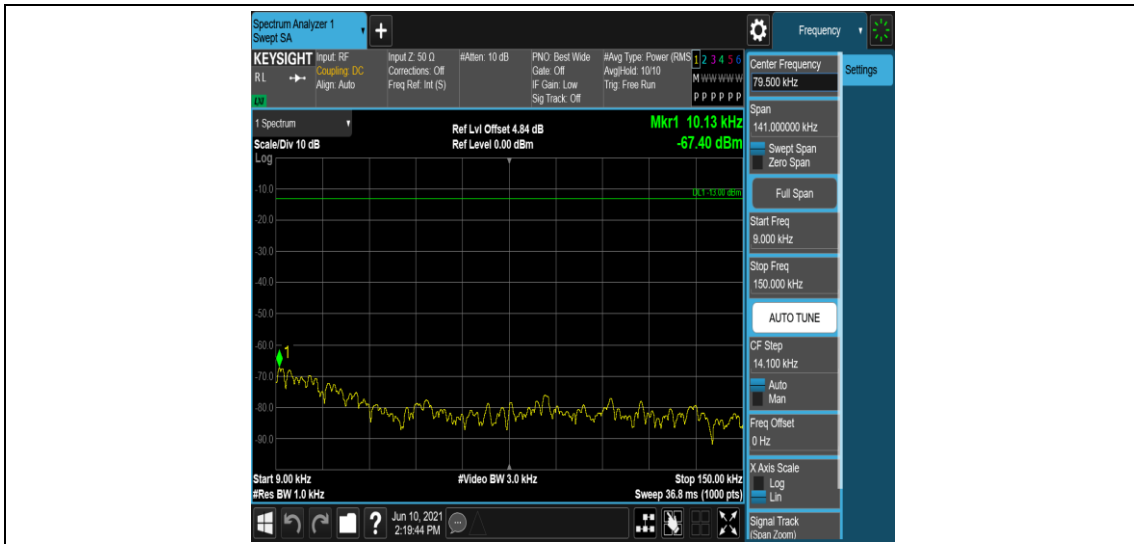 Spectrum Analyzer 1
Swept SA
+
Frequency
KEYSIGHT
RL
LXI
Input: RF
Coupling: DC
Align: Auto
Input Z: 50 Ω
Corrections: Off
Freq Ref: Int (S)
#Atten: 10 dB
PNO: Best Wide
Gate: Off
IF Gain: Low
Sig Track: Off
#Avg Type: Power (RMS
Avg|Hold: 10/10
Trig: Free Run
1 2 3 4 5 6
M W W W W W
P P P P P P
Center Frequency
79.500 kHz
Settings
Span
141.000000 kHz
Swept Span
Zero Span
Full Span
Start Freq
9.000 kHz
Stop Freq
150.000 kHz
AUTO TUNE
CF Step
14.100 kHz
Auto
Man
Freq Offset
0 Hz
X Axis Scale
Log
Lin
Signal Track
(Span Zoom)
1 Spectrum
Scale/Div 10 dB
Log
Ref Lvl Offset 4.84 dB
Ref Level 0.00 dBm
Mkr1 10.13 kHz
-67.40 dBm
DL1 -13.00 dBm
-10.0
-20.0
-30.0
-40.0
-50.0
-60.0
1
-70.0
-80.0
-90.0
Start 9.00 kHz
#Res BW 1.0 kHz
#Video BW 3.0 kHz
Stop 150.00 kHz
Sweep 36.8 ms (1000 pts)
?
Jun 10, 2021
2:19:44 PM